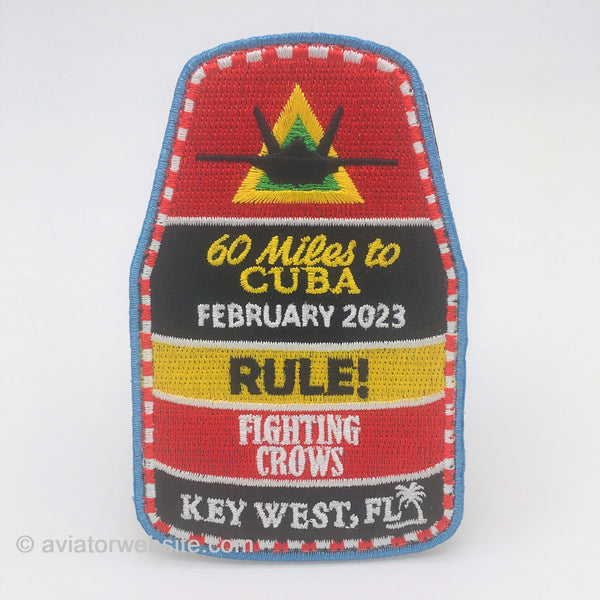 60 Miles to
CUBA
FEBRUARY 2023
RULE!
FIGHTING
CROWS
KEY WEST, FL
© aviatorwebsite.com